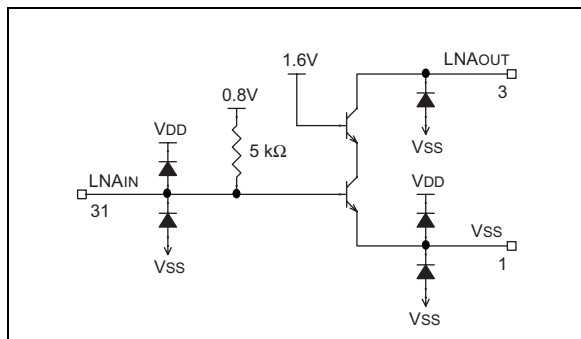 1.6V
LNAOUT
3
0.8V
VDD
VSS
5 kΩ
VDD
LNAIN
31
VSS
1
VSS
VSS